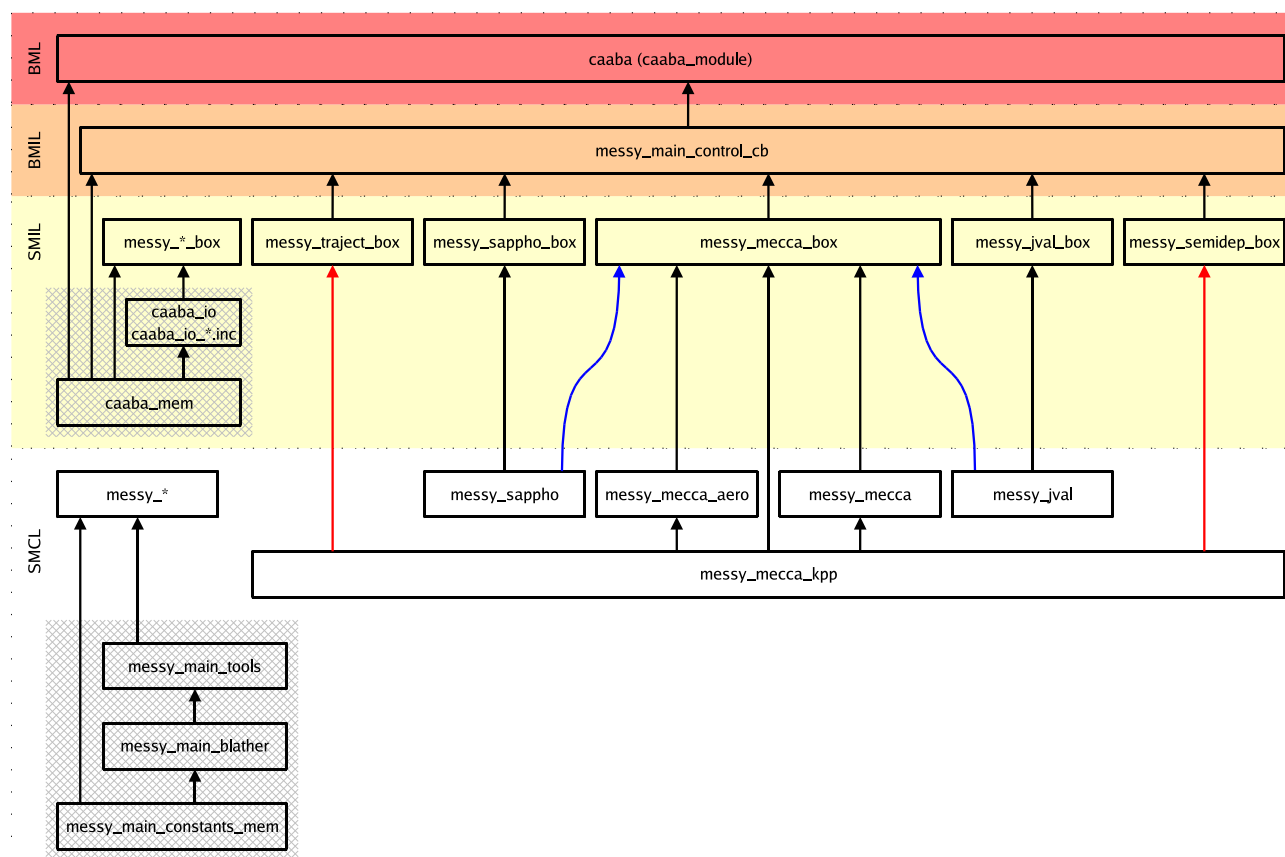 BML
caaba (caaba_module)
BMIL
messy_main_control_cb
SMIL
messy_*_box
messy_traject_box
messy_sappho_box
messy_mecca_box
messy_jval_box
messy_semidep_box
caaba_io
caaba_io_*.inc
caaba_mem
SMCL
messy_*
messy_sappho
messy_mecca_aero
messy_mecca
messy_jval
messy_mecca_kpp
messy_main_tools
messy_main_blather
messy_main_constants_mem